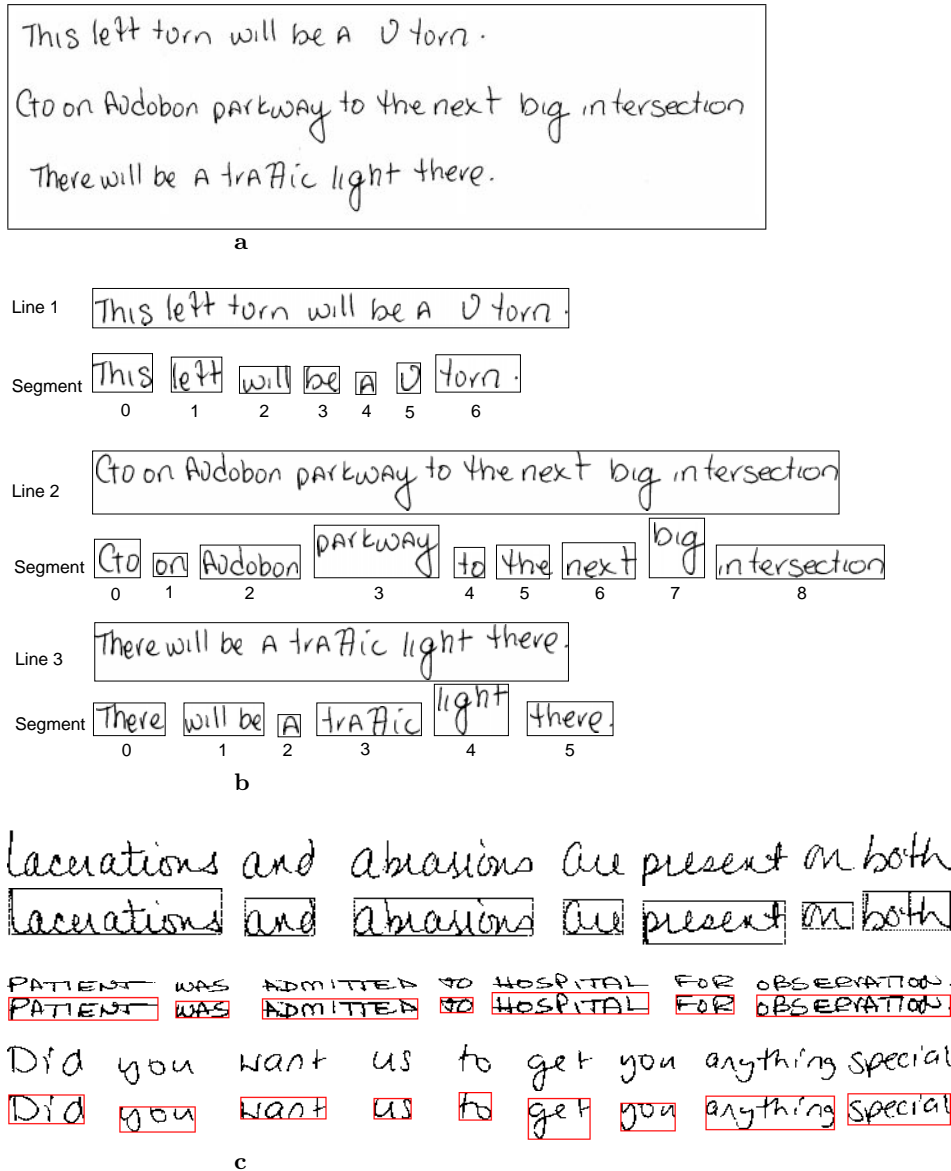 This left turn will be A U turn.
Go on Audobon pArkwAy to the next big intersection
There will be A trAffic light there.
a
Line 1 This left turn will be A U turn.
Segment This left will be A U turn.
0 1 2 3 4 5 6
Line 2 Go on Audobon pArkwAy to the next big intersection
Segment Go on Audobon pArkwAy to the next big intersection
0 1 2 3 4 5 6 7 8
Line 3 There will be A trAffic light there.
Segment There will be A trAffic light there.
0 1 2 3 4 5
b
Lacerations and abrasions are present on both
Lacerations and abrasions are present on both
PATIENT WAS ADMITTED TO HOSPITAL FOR OBSERVATION.
PATIENT WAS ADMITTED TO HOSPITAL FOR OBSERVATION.
Did you want us to get you anything special
Did you want us to get you anything special
c